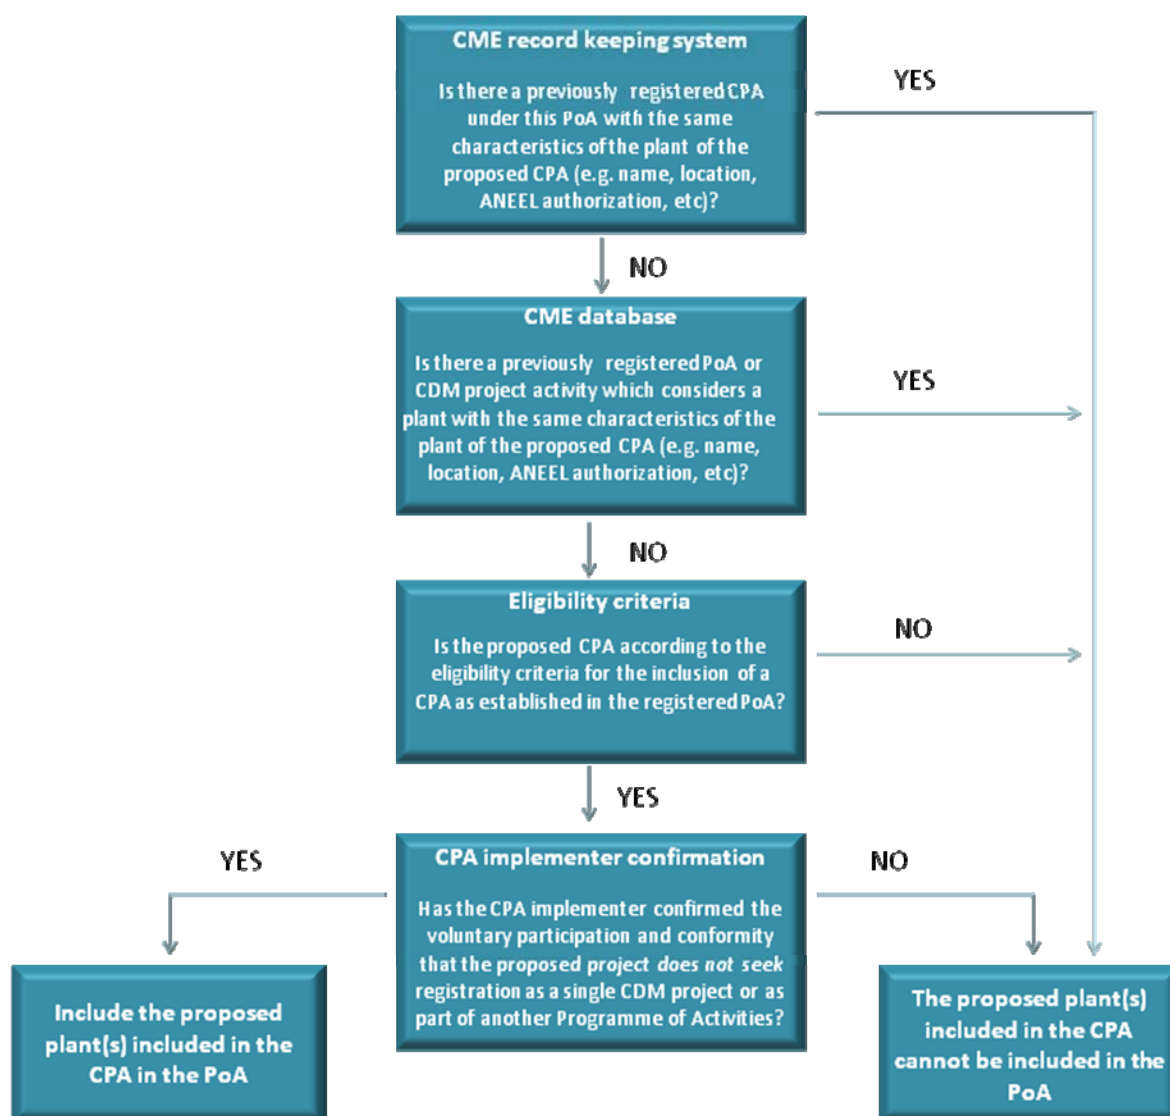 CME record keeping system
Is there a previously registered CPA
under this PoA with the same
characteristics of the plant of the
proposed CPA (e.g. name, location,
ANEEL authorization, etc)?
YES
NO
CME database
Is there a previously registered PoA or
CDM project activity which considers a
plant with the same characteristics of the
plant of the proposed CPA (e.g. name,
location, ANEEL authorization, etc)?
YES
NO
Eligibility criteria
Is the proposed CPA according to the
eligibility criteria for the inclusion of a
CPA as established in the registered PoA?
NO
YES
CPA implementer confirmation
Has the CPA implementer confirmed the
voluntary participation and conformity
that the proposed project does not seek
registration as a single CDM project or as
part of another Programme of Activities?
YES
NO
Include the proposed
plant(s) included in the
CPA in the PoA
The proposed plant(s)
included in the CPA
cannot be included in the
PoA